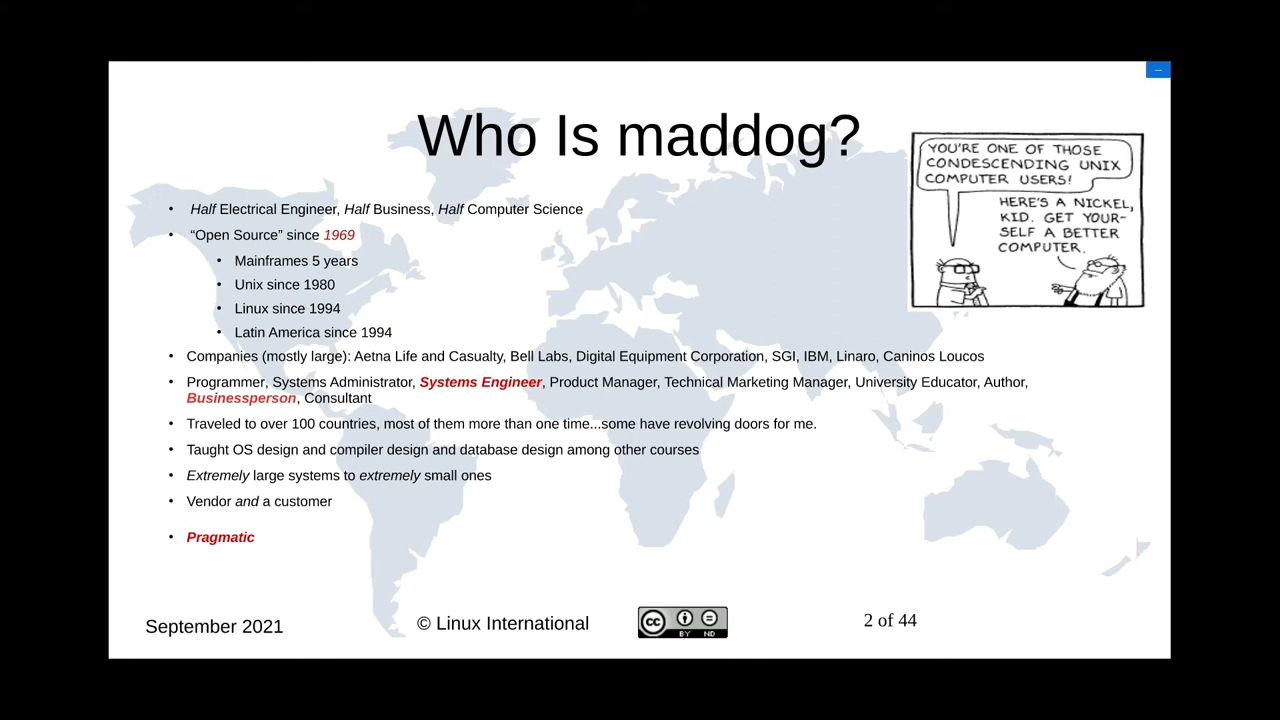 Who Is maddog?
YOU'RE ONE OF THOSE
CONDESCENDING UNIX
COMPUTER USERS!
HERE'S A NICKEL,
KID. GET YOUR-
SELF A BETTER
COMPUTER.
• Half Electrical Engineer, Half Business, Half Computer Science
• “Open Source” since 1969
• Mainframes 5 years
• Unix since 1980
• Linux since 1994
• Latin America since 1994
• Companies (mostly large): Aetna Life and Casualty, Bell Labs, Digital Equipment Corporation, SGI, IBM, Linaro, Caninos Loucos
• Programmer, Systems Administrator, Systems Engineer, Product Manager, Technical Marketing Manager, University Educator, Author,
Businessperson, Consultant
• Traveled to over 100 countries, most of them more than one time...some have revolving doors for me.
• Taught OS design and compiler design and database design among other courses
• Extremely large systems to extremely small ones
• Vendor and a customer
• Pragmatic
September 2021
© Linux International
CC BY ND
2 of 44